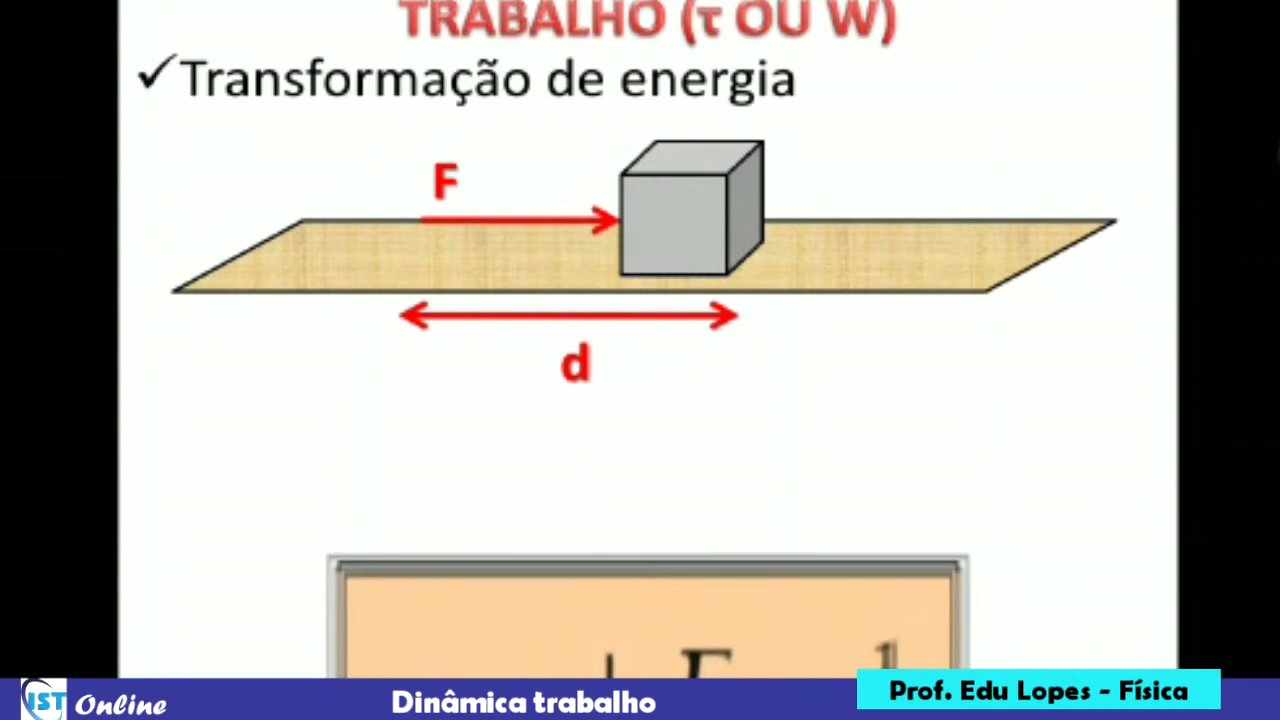 TRABALHO (τ OU W)
✓Transformação de energia
F
d
IST Online
Dinâmica trabalho
Prof. Edu Lopes - Física